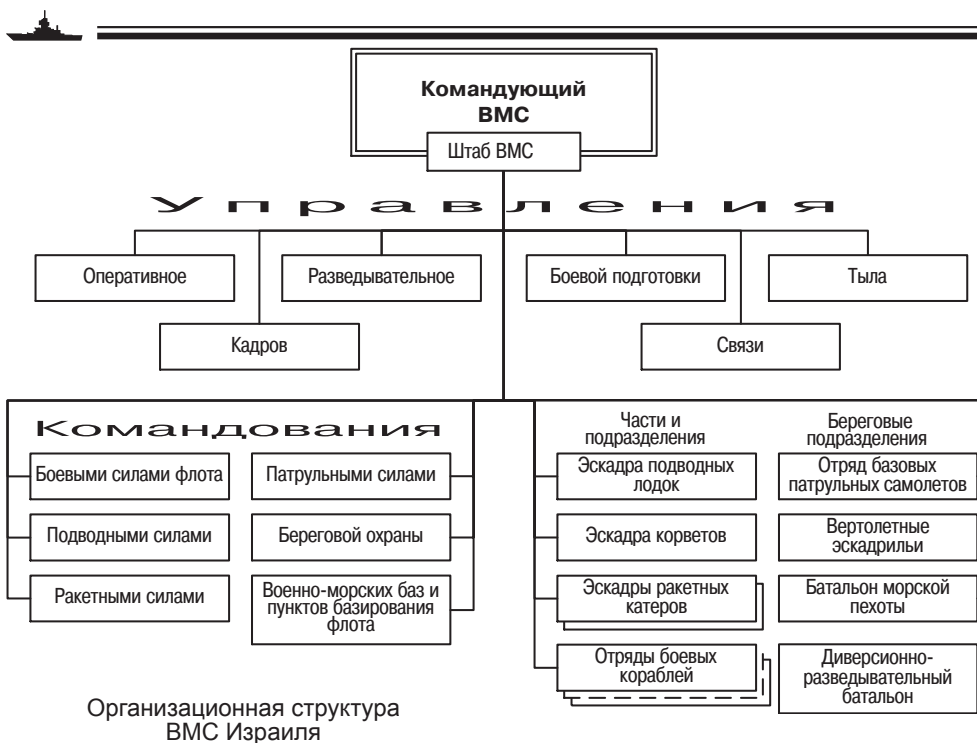 Командующий
ВМС
Штаб ВМС
Управления
Оперативное
Разведывательное
Боевой подготовки
Тыла
Кадров
Связи
Командования
Боевыми силами флота
Патрульными силами
Подводными силами
Береговой охраны
Ракетными силами
Военно-морских баз и
пунктов базирования
флота
Части и
подразделения
Эскадра подводных
лодок
Эскадра корветов
Эскадры ракетных
катеров
Отряды боевых
кораблей
Береговые
подразделения
Отряд базовых
патрульных самолетов
Вертолетные
эскадрильи
Батальон морской
пехоты
Диверсионно-
разведывательный
батальон
Организационная структура
ВМС Израиля